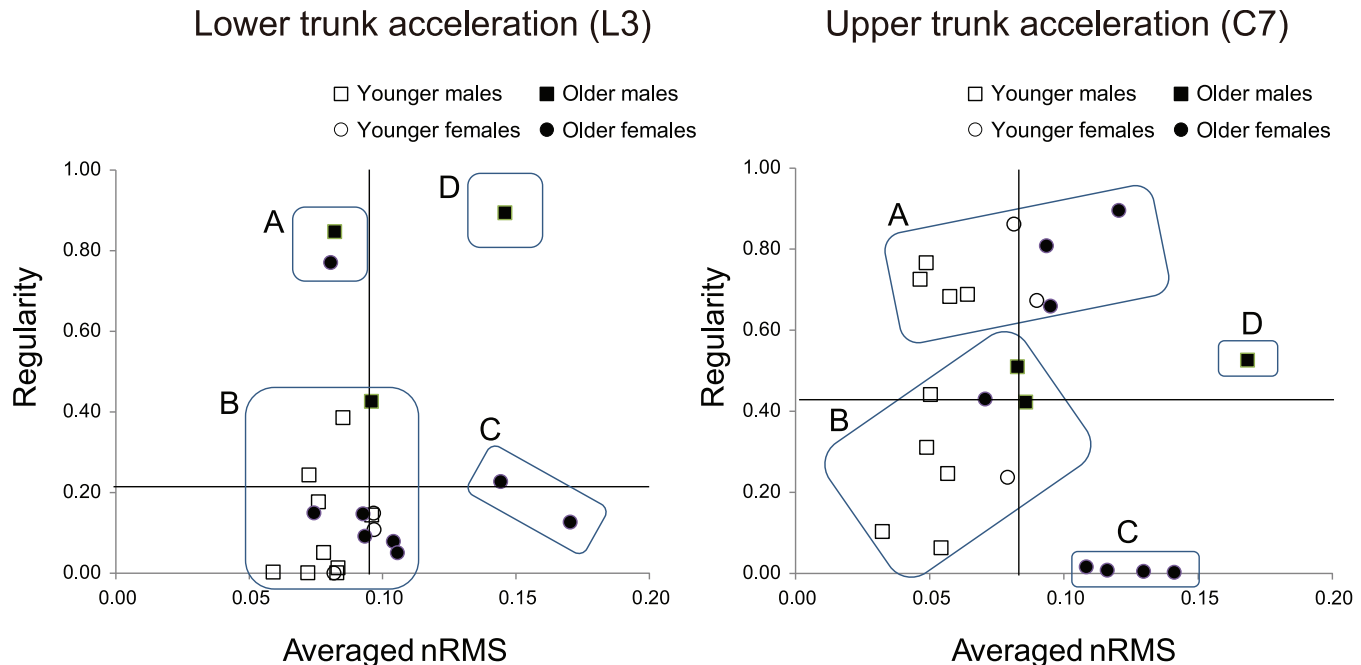 Lower trunk acceleration (L3)
Younger males Older males
Younger females Older females
1.00
0.80
0.60
0.40
0.20
0.00
Regularity
A
D
B
C
0.00 0.05 0.10 0.15 0.20
Averaged nRMS
Upper trunk acceleration (C7)
Younger males Older males
Younger females Older females
1.00
0.80
0.60
0.40
0.20
0.00
Regularity
A
D
B
C
0.00 0.05 0.10 0.15 0.20
Averaged nRMS